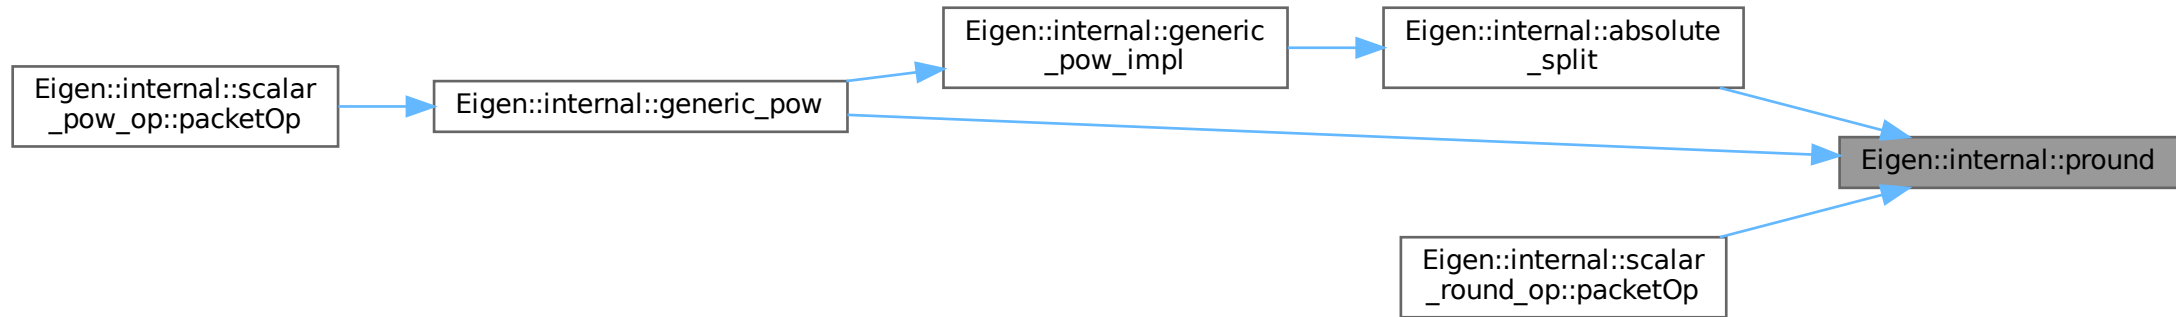 Eigen::internal::scalar
_pow_op::packetOp
Eigen::internal::generic_pow
Eigen::internal::generic
_pow_impl
Eigen::internal::absolute
_split
Eigen::internal::pround
Eigen::internal::scalar
_round_op::packetOp